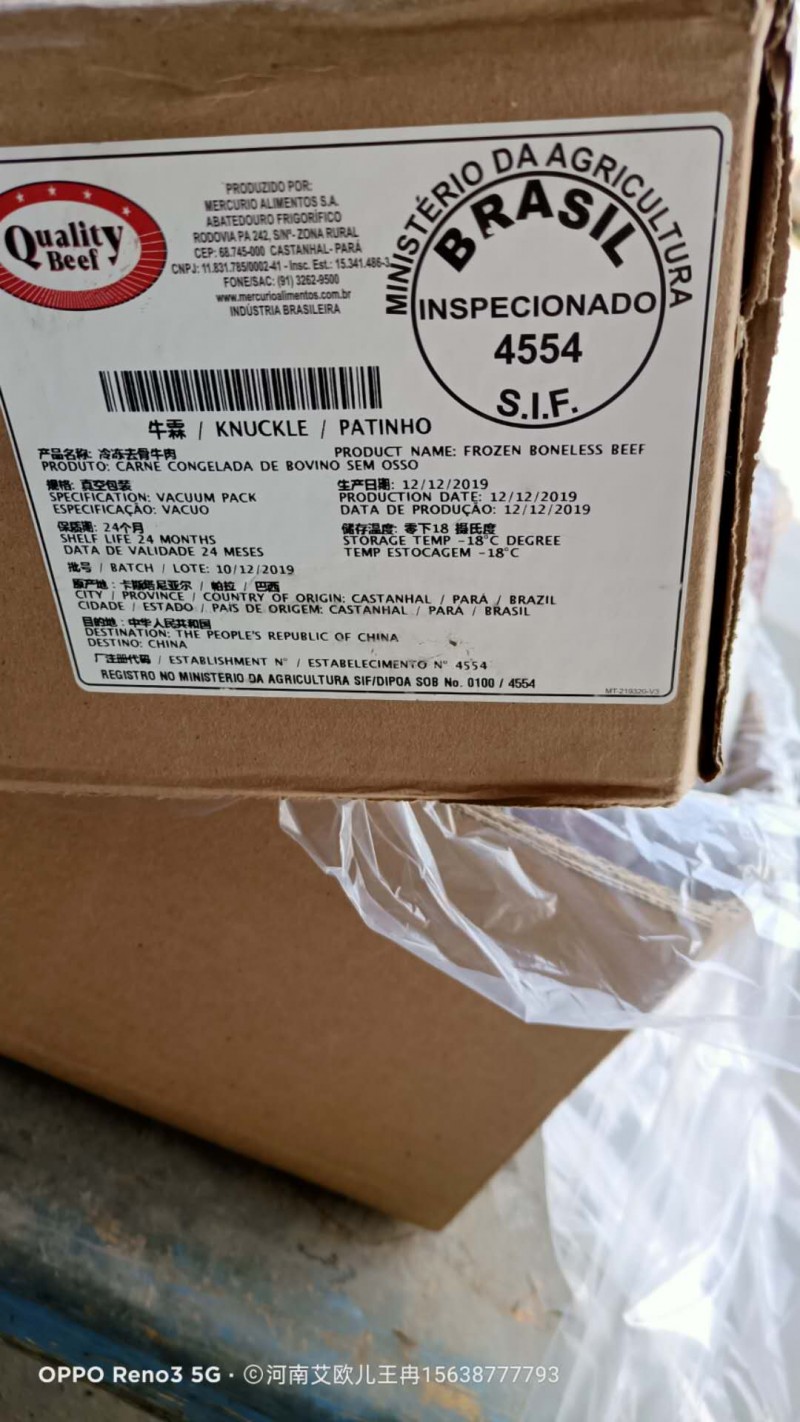 Quality
Beef
PRODUZIDO POR:
MERCURIO ALIMENTOS S.A.
ABATEDOURO FRIGORÍFICO
RODOVIA PA 242, S/Nº- ZONA RURAL
CEP: 68.745-000 CASTANHAL- PARÁ
CNPJ: 11.831.785/0002-41 - Insc. Est.: 15.341.486-3
FONE/SAC: (91) 3262-9500
www.mercurioalimentos.com.br
INDÚSTRIA BRASILEIRA
MINISTÉRIO DA AGRICULTURA
BRASIL
INSPECIONADO
4554
S.I.F.
牛霖 / KNUCKLE / PATINHO
产品名称: 冷冻去骨牛肉 PRODUCT NAME: FROZEN BONELESS BEEF
PRODUTO: CARNE CONGELADA DE BOVINO SEM OSSO
规格: 真空包装 生产日期: 12/12/2019
SPECIFICATION: VACUUM PACK PRODUCTION DATE: 12/12/2019
ESPECIFICAÇÃO: VACUO DATA DE PRODUÇÃO: 12/12/2019
保质期: 24个月 储存温度: 零下18 摄氏度
SHELF LIFE 24 MONTHS STORAGE TEMP -18°C DEGREE
DATA DE VALIDADE 24 MESES TEMP ESTOCAGEM -18°C
批号 / BATCH / LOTE: 10/12/2019
原产地: 卡斯塔尼亚尔 / 帕拉 / 巴西
CITY / PROVINCE / COUNTRY OF ORIGIN: CASTANHAL / PARÁ / BRAZIL
CIDADE / ESTADO / PAÍS DE ORIGEM: CASTANHAL / PARÁ / BRASIL
目的地: 中华人民共和国
DESTINATION: THE PEOPLE'S REPUBLIC OF CHINA
DESTINO: CHINA
厂注册代码 / ESTABLISHMENT N° / ESTABELECIMENTO N° 4554
REGISTRO NO MINISTERIO DA AGRICULTURA SIF/DIPOA SOB No. 0100 / 4554
MT-219320-V3
OPPO Reno3 5G · ©河南艾欧儿王冉15638777793